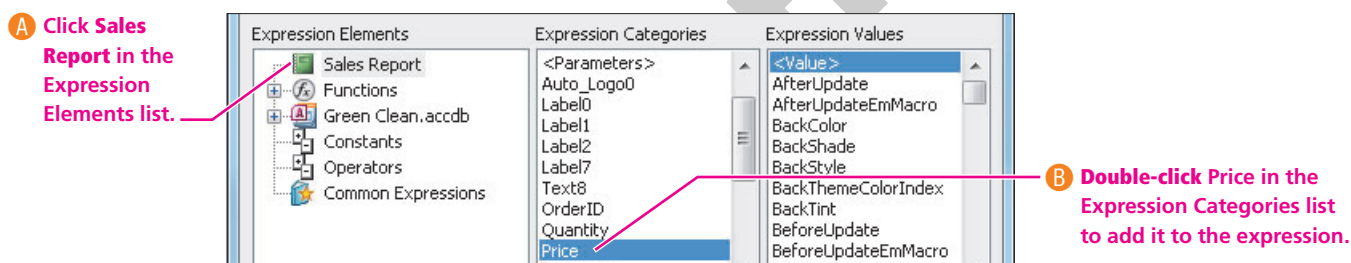 A Click Sales
Report in the
Expression
Elements list.
Expression Elements
Sales Report
Functions
Green Clean.accdb
Constants
Operators
Common Expressions
Expression Categories
<Parameters>
Auto_Logo0
Label0
Label1
Label2
Label7
Text8
OrderID
Quantity
Price
Expression Values
<Value>
AfterUpdate
AfterUpdateEmMacro
BackColor
BackShade
BackStyle
BackThemeColorIndex
BackTint
BeforeUpdate
BeforeUpdateEmMacro
B Double-click Price in the
Expression Categories list
to add it to the expression.